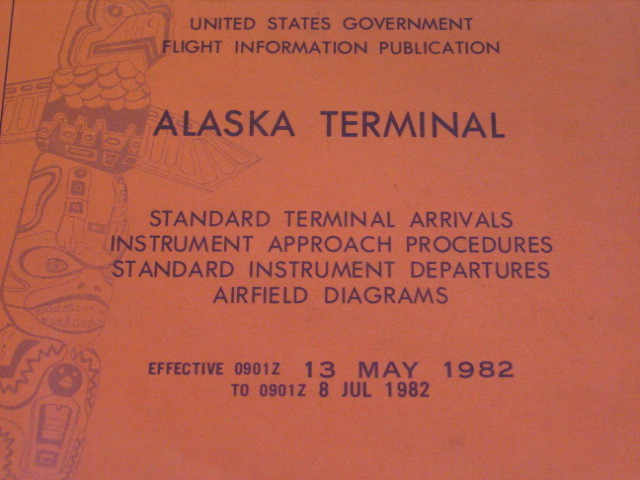 UNITED STATES GOVERNMENT
FLIGHT INFORMATION PUBLICATION
ALASKA TERMINAL
STANDARD TERMINAL ARRIVALS
INSTRUMENT APPROACH PROCEDURES
STANDARD INSTRUMENT DEPARTURES
AIRFIELD DIAGRAMS
EFFECTIVE 0901Z 13 MAY 1982
TO 0901Z 8 JUL 1982